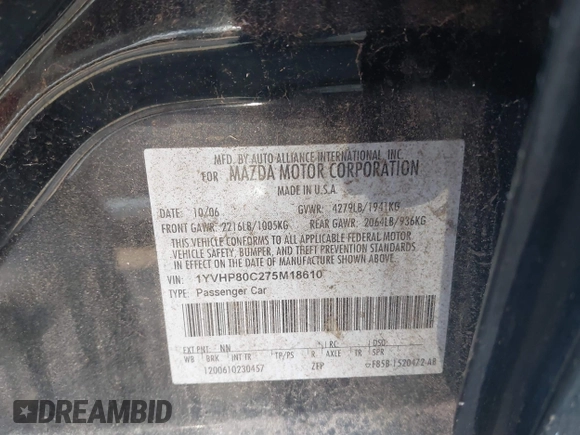 MFD. BY AUTO ALLIANCE INTERNATIONAL, INC.
FOR MAZDA MOTOR CORPORATION
MADE IN U.S.A.
DATE: 10/06 GVWR: 4279LB/1941KG
FRONT GAWR: 2216LB/1005KG REAR GAWR: 2064LB/936KG
THIS VEHICLE CONFORMS TO ALL APPLICABLE FEDERAL MOTOR
VEHICLE SAFETY, BUMPER, AND THEFT PREVENTION STANDARDS
IN EFFECT ON THE DATE OF MANUFACTURE SHOWN ABOVE.
VIN: 1YVHP80C275M18610
TYPE: Passenger Car
EXT PNT: NN RC: DSO:
WB BRK INT TR TP/PS R AXLE TR SPR
1200610230457 ZEP F85B-1520472-AB
DREAMBID